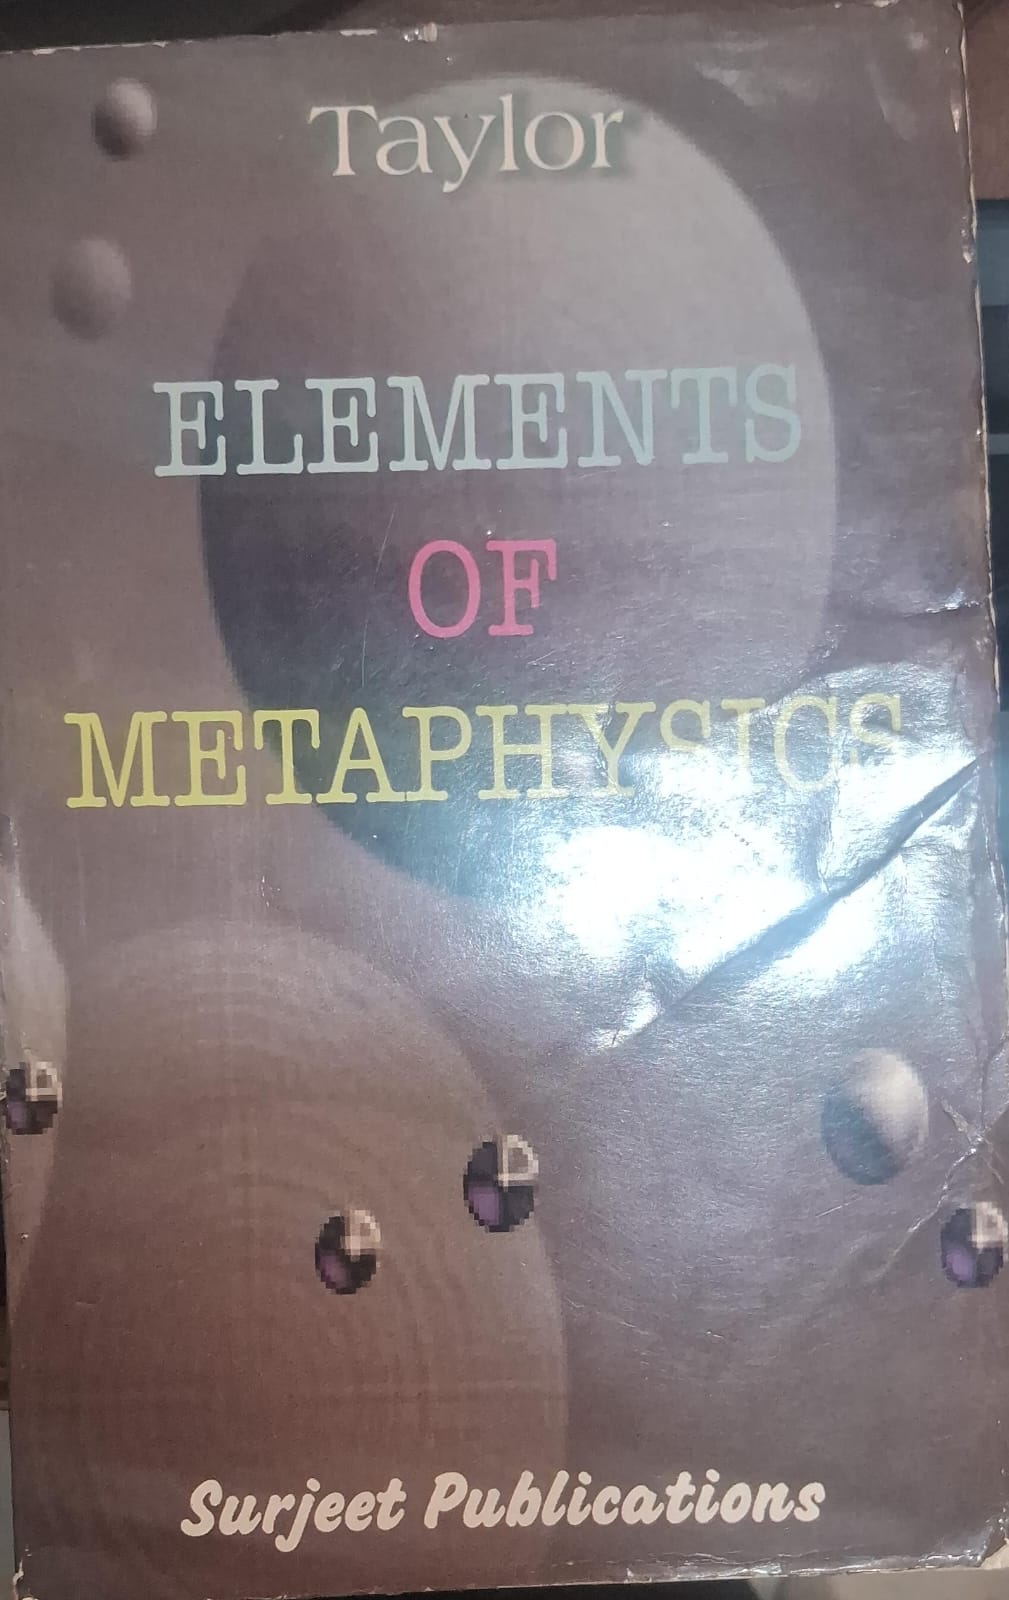 Taylor
ELEMENTS
OF
METAPHYSICS
Surjeet Publications